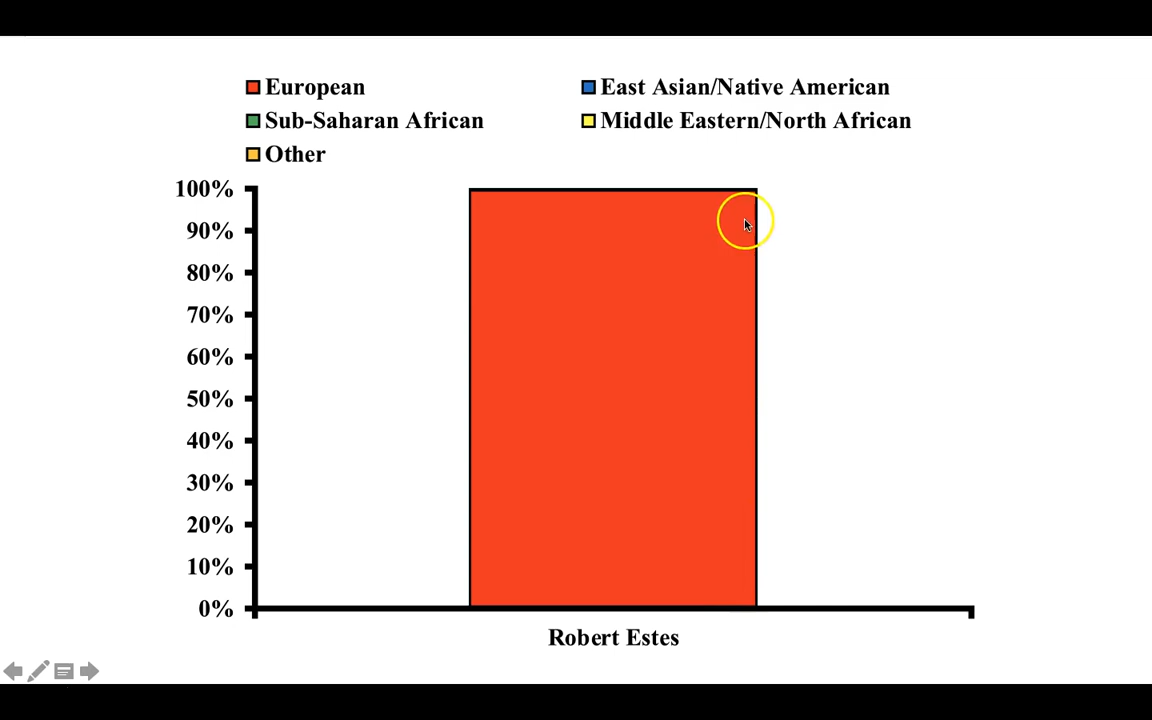 European
East Asian/Native American
Sub-Saharan African
Middle Eastern/North African
Other
100%
90%
80%
70%
60%
50%
40%
30%
20%
10%
0%
Robert Estes